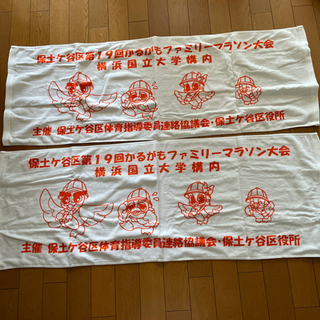 保土ケ谷区第19回かるがもファミリーマラソン大会
横浜国立大学構内
主催 保土ケ谷区体育指導委員連絡協議会・保土ケ谷区役所
保土ケ谷区第19回かるがもファミリーマラソン大会
横浜国立大学構内
主催 保土ケ谷区体育指導委員連絡協議会・保土ケ谷区役所